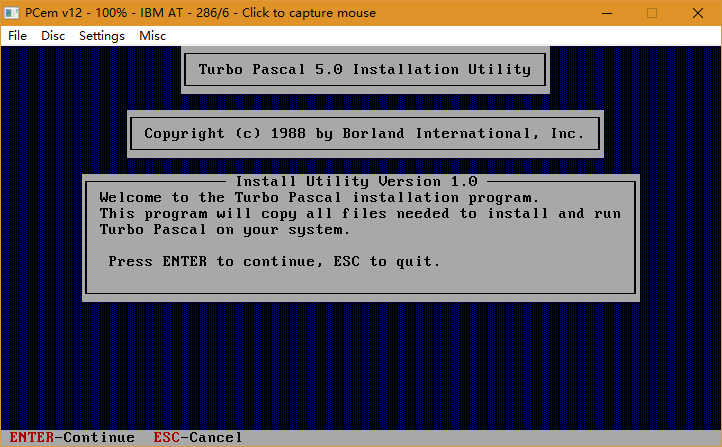 PCem v12 - 100% - IBM AT - 286/6 - Click to capture mouse
File Disc Settings Misc
Turbo Pascal 5.0 Installation Utility
Copyright (c) 1988 by Borland International, Inc.
Install Utility Version 1.0
Welcome to the Turbo Pascal installation program.
This program will copy all files needed to install and run
Turbo Pascal on your system.
Press ENTER to continue, ESC to quit.
ENTER-Continue ESC-Cancel